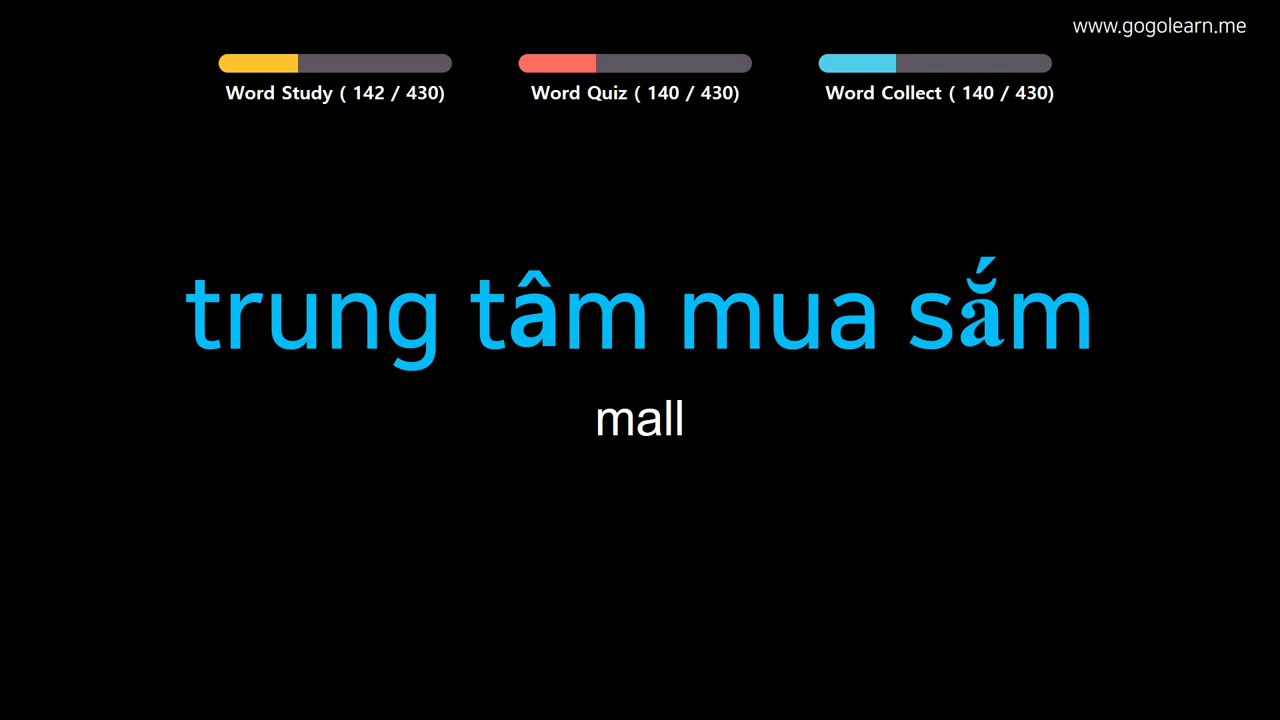 www.gogolearn.me
Word Study ( 142 / 430)
Word Quiz ( 140 / 430)
Word Collect ( 140 / 430)
trung tâm mua sắm
mall